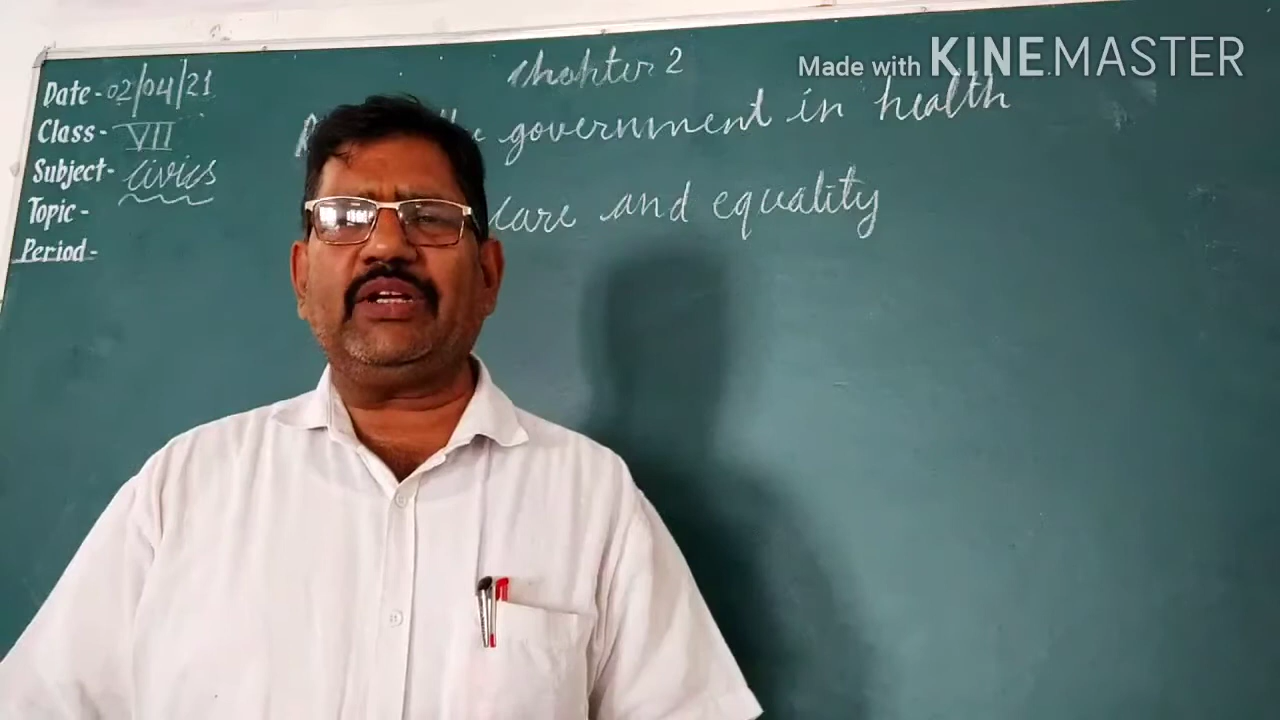 Made with KINEMASTER
Chapter 2
Date - 02/04/21
Class - VII
Subject - Civics
Topic -
Period -
government in health
care and equality